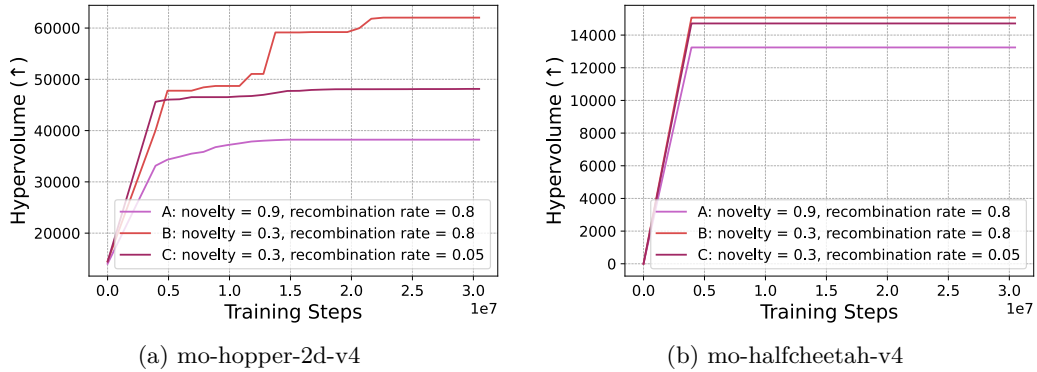 60000
50000
40000
30000
20000
Hypervolume (↑)
A: novelty = 0.9, recombination rate = 0.8
B: novelty = 0.3, recombination rate = 0.8
C: novelty = 0.3, recombination rate = 0.05
0.0 0.5 1.0 1.5 2.0 2.5 3.0
1e7
Training Steps
(a) mo-hopper-2d-v4
14000
12000
10000
8000
6000
4000
2000
0
Hypervolume (↑)
A: novelty = 0.9, recombination rate = 0.8
B: novelty = 0.3, recombination rate = 0.8
C: novelty = 0.3, recombination rate = 0.05
0.0 0.5 1.0 1.5 2.0 2.5 3.0
1e7
Training Steps
(b) mo-halfcheetah-v4